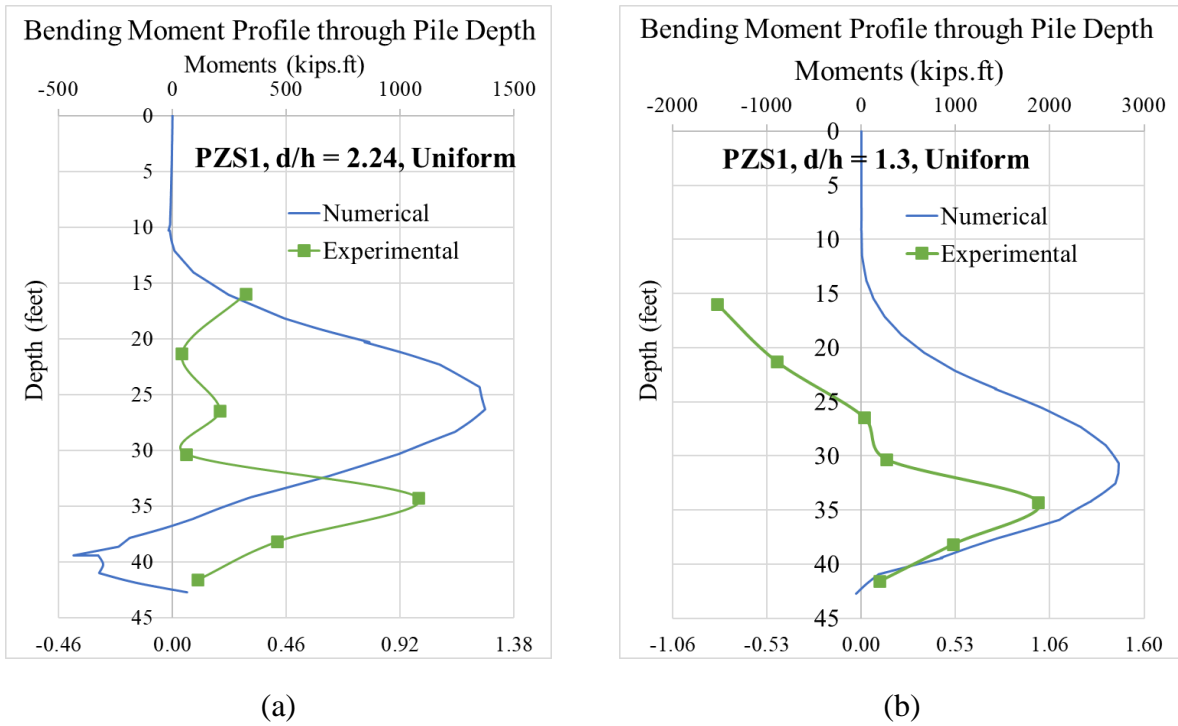 Bending Moment Profile through Pile Depth
Moments (kips.ft)
-500 0 500 1000 1500
0
PZS1, d/h = 2.24, Uniform
5
10
Numerical
Experimental
15
20
25
30
35
40
45
Depth (feet)
-0.46 0.00 0.46 0.92 1.38
(a)
Bending Moment Profile through Pile Depth
Moments (kips.ft)
-2000 -1000 0 1000 2000 3000
0
PZS1, d/h = 1.3, Uniform
5
10
Numerical
Experimental
15
20
25
30
35
40
45
Depth (feet)
-1.06 -0.53 0.00 0.53 1.06 1.60
(b)